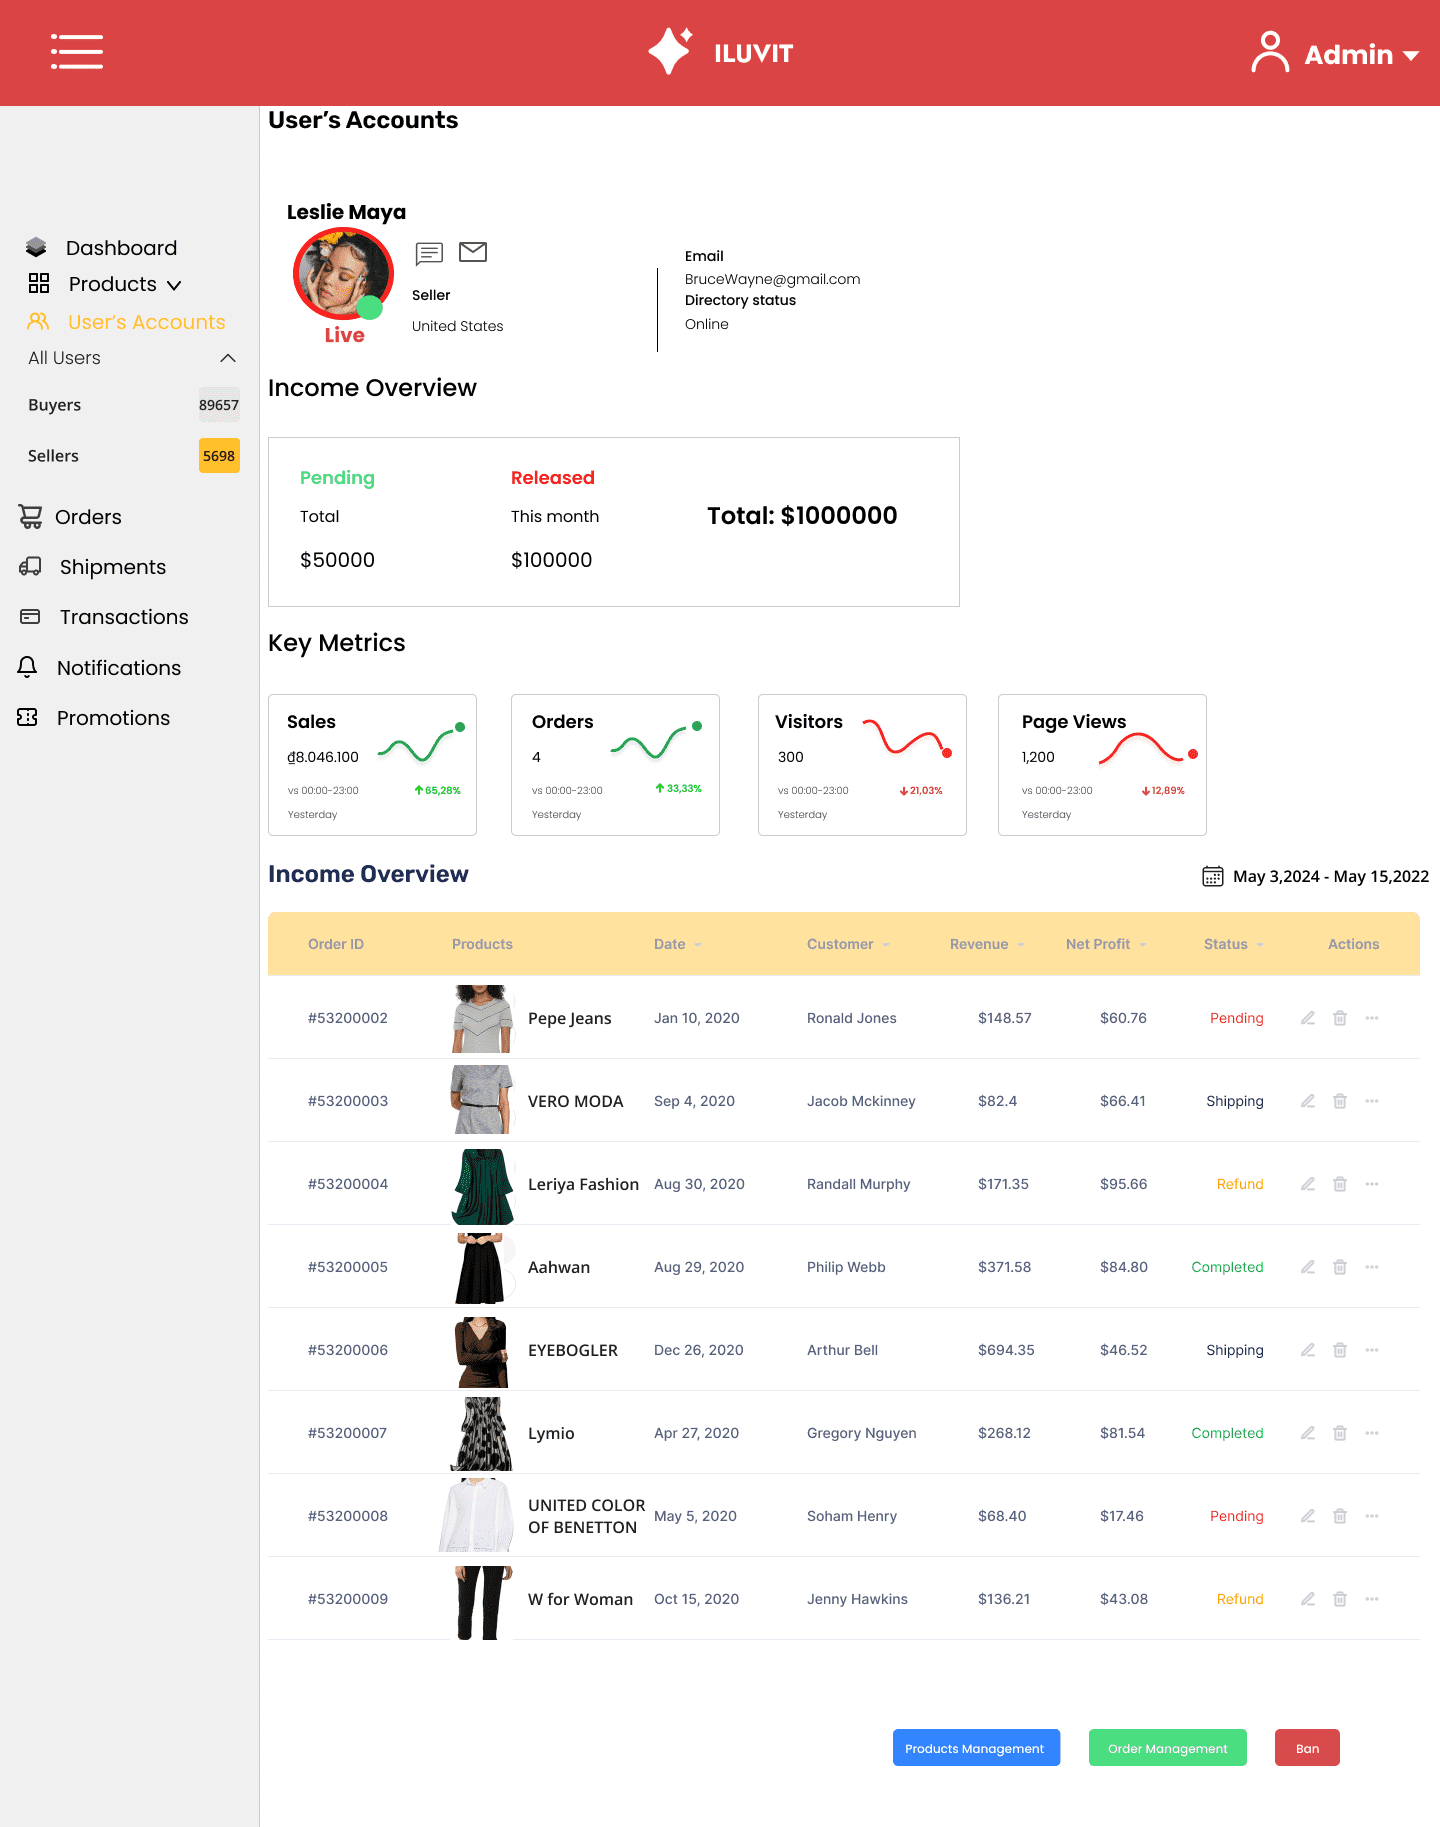 ILUVIT
Admin
User's Accounts
Dashboard
Products
User's Accounts
All Users
Buyers 89657
Sellers 5698
Orders
Shipments
Transactions
Notifications
Promotions
Leslie Maya
Live
Seller
United States
Email
BruceWayne@gmail.com
Directory status
Online
Income Overview
Pending
Total
$50000
Released
This month
$100000
Total: $1000000
Key Metrics
Sales
₫8.046.100
vs 00:00-23:00
65,28%
Yesterday
Orders
4
vs 00:00-23:00
33,33%
Yesterday
Visitors
300
vs 00:00-23:00
21,03%
Yesterday
Page Views
1,200
vs 00:00-23:00
12,89%
Yesterday
Income Overview
May 3,2024 - May 15,2022
Order ID Products Date Customer Revenue Net Profit Status Actions
#53200002 Pepe Jeans Jan 10, 2020 Ronald Jones $148.57 $60.76 Pending
#53200003 VERO MODA Sep 4, 2020 Jacob Mckinney $82.4 $66.41 Shipping
#53200004 Leriya Fashion Aug 30, 2020 Randall Murphy $171.35 $95.66 Refund
#53200005 Aahwan Aug 29, 2020 Philip Webb $371.58 $84.80 Completed
#53200006 EYEBOGLER Dec 26, 2020 Arthur Bell $694.35 $46.52 Shipping
#53200007 Lymio Apr 27, 2020 Gregory Nguyen $268.12 $81.54 Completed
#53200008 UNITED COLOR
OF BENETTON May 5, 2020 Soham Henry $68.40 $17.46 Pending
#53200009 W for Woman Oct 15, 2020 Jenny Hawkins $136.21 $43.08 Refund
Products Management
Order Management
Ban